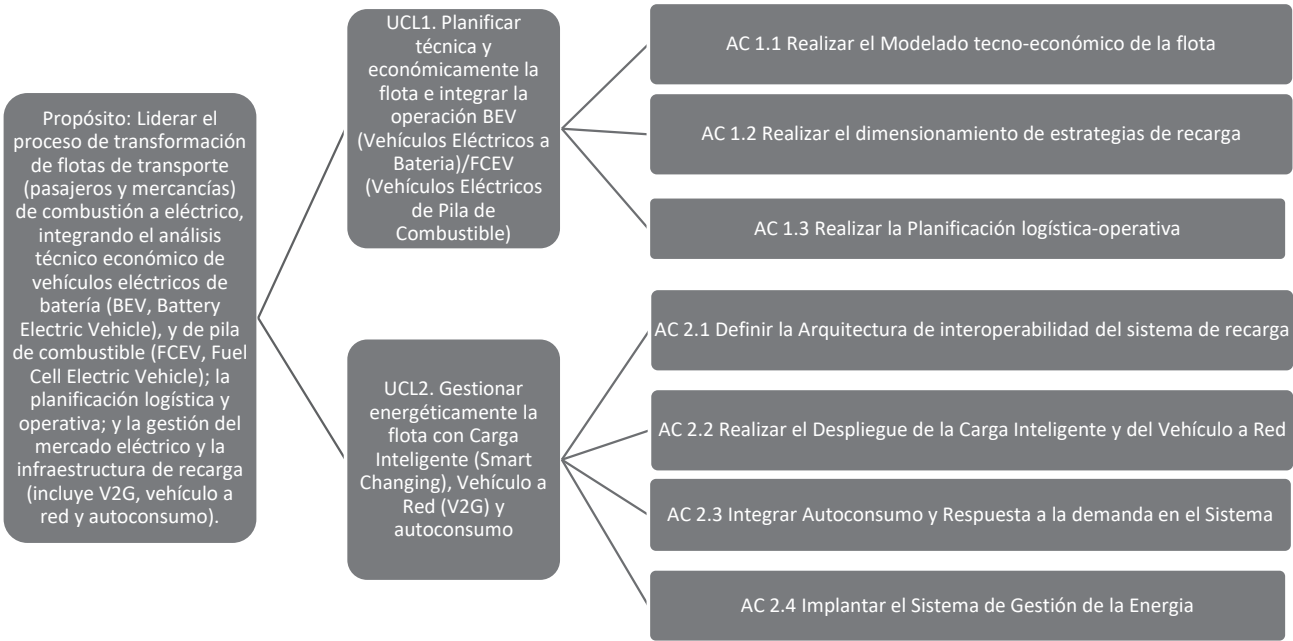 Propósito: Liderar el
proceso de transformación
de flotas de transporte
(pasajeros y mercancías)
de combustión a eléctrico,
integrando el análisis
técnico económico de
vehículos eléctricos de
batería (BEV, Battery
Electric Vehicle), y de pila
de combustible (FCEV, Fuel
Cell Electric Vehicle); la
planificación logística y
operativa; y la gestión del
mercado eléctrico y la
infraestructura de recarga
(incluye V2G, vehículo a
red y autoconsumo).
UCL1. Planificar
técnica y
económicamente la
flota e integrar la
operación BEV
(Vehículos Eléctricos a
Bateria)/FCEV
(Vehículos Eléctricos
de Pila de
Combustible)
AC 1.1 Realizar el Modelado tecno-económico de la flota
AC 1.2 Realizar el dimensionamiento de estrategias de recarga
AC 1.3 Realizar la Planificación logística-operativa
UCL2. Gestionar
energéticamente la
flota con Carga
Inteligente (Smart
Changing), Vehículo a
Red (V2G) y
autoconsumo
AC 2.1 Definir la Arquitectura de interoperabilidad del sistema de recarga
AC 2.2 Realizar el Despliegue de la Carga Inteligente y del Vehículo a Red
AC 2.3 Integrar Autoconsumo y Respuesta a la demanda en el Sistema
AC 2.4 Implantar el Sistema de Gestión de la Energia